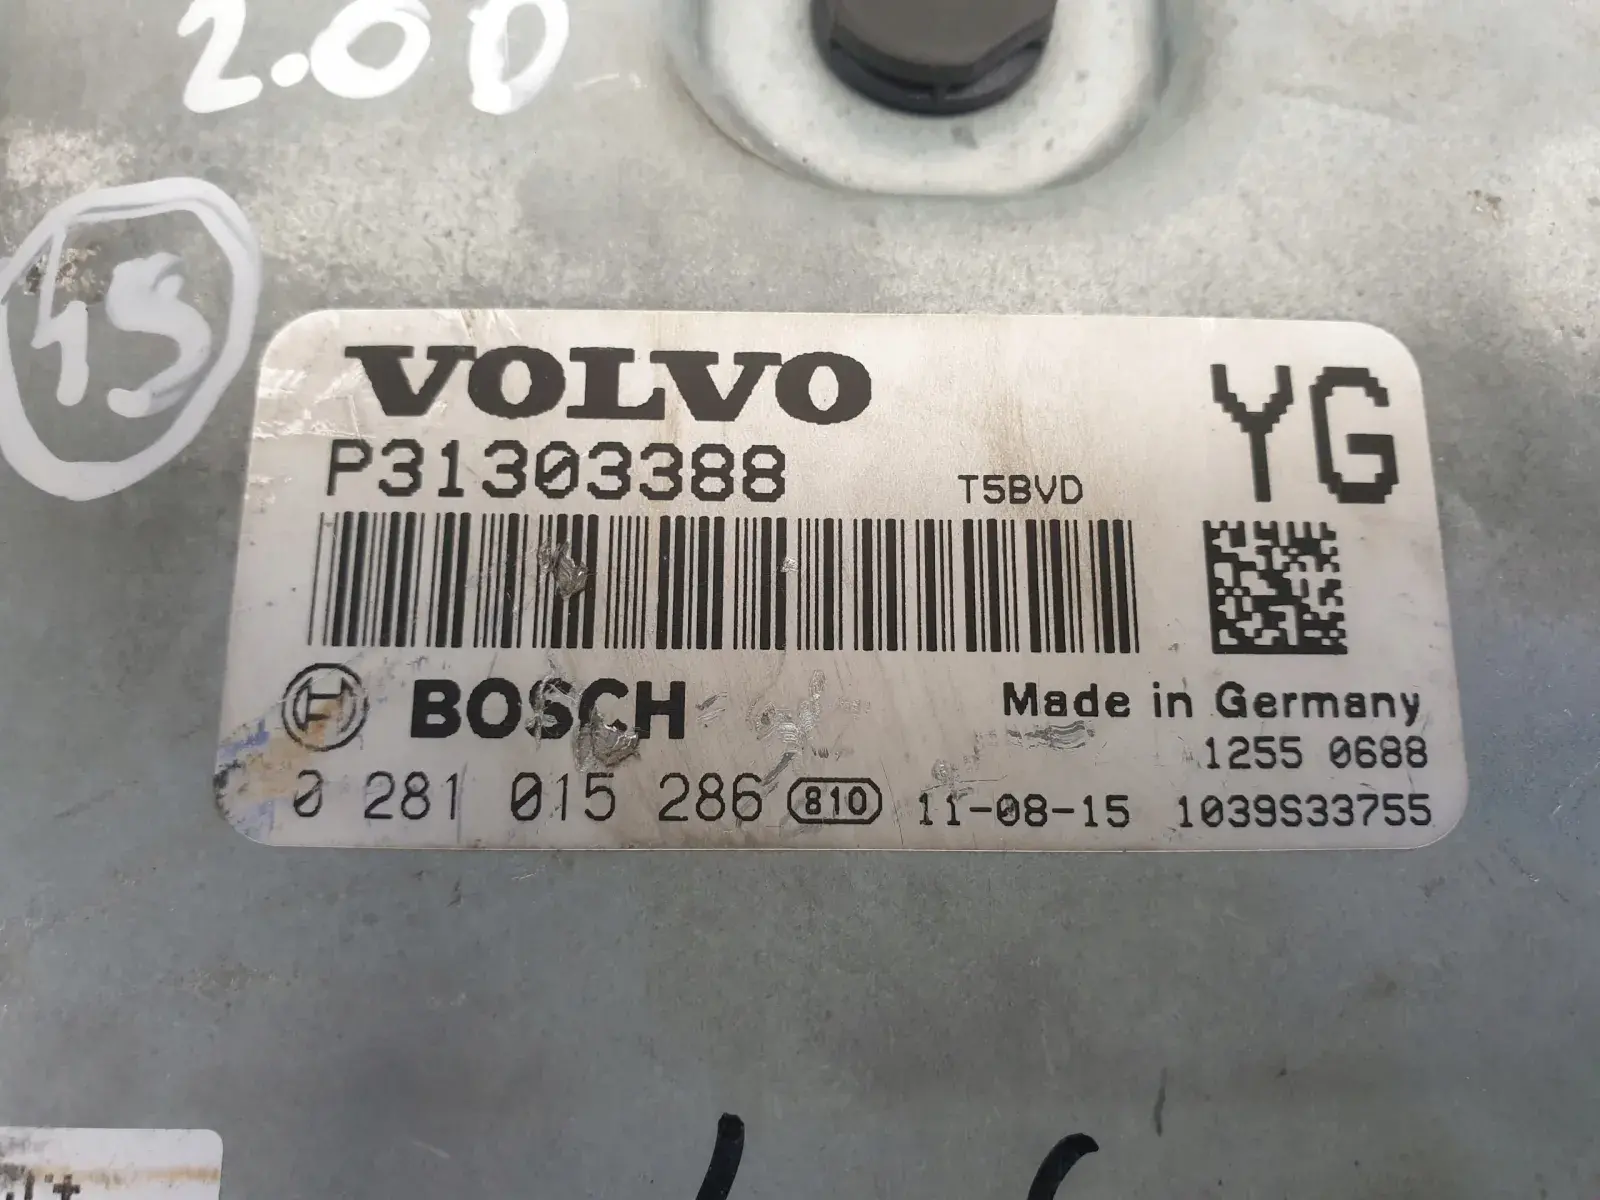 2.0D
45
VOLVO
P31303388
T5BVD
YG
BOSCH
Made in Germany
1255 0688
0 281 015 286 810 11-08-15 1039S33755